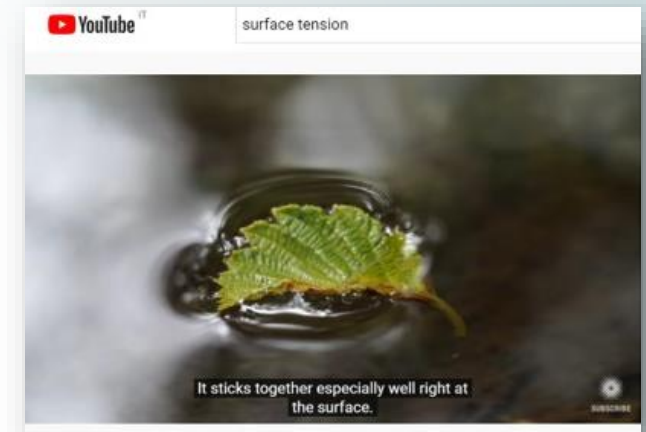 YouTube IT
surface tension
It sticks together especially well right at
the surface.
SUBSCRIBE